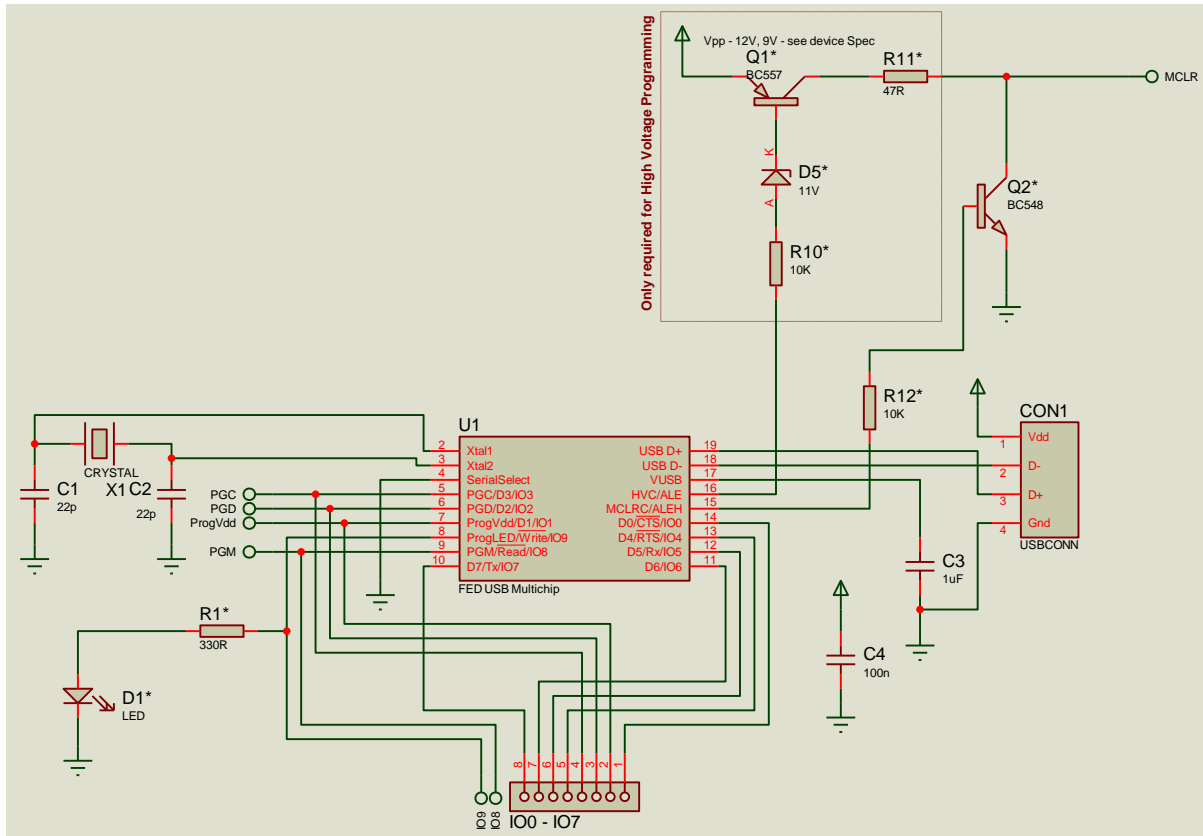 Only required for High Voltage Programming
Vpp - 12V, 9V - see device Spec
Q1*
BC557
R11*
47R
MCLR
K
D5*
11V
A
Q2*
BC548
R10*
10K
R12*
10K
CON1
Vdd
1
D-
2
D+
3
Gnd
4
USBCONN
U1
2
Xtal1
3
Xtal2
4
SerialSelect
5
PGC/D3/IO3
6
PGD/D2/IO2
7
ProgVdd/D1/IO1
8
ProgLED/Write/IO9
9
PGM/Read/IO8
10
D7/Tx/IO7
USB D+
19
USB D-
18
VUSB
17
HVC/ALE
16
MCLRC/ALEH
15
D0/CTS/IO0
14
D4/RTS/IO4
13
D5/Rx/IO5
12
D6/IO6
11
FED USB Multichip
CRYSTAL
X1
C1
22p
C2
22p
PGC
PGD
ProgVdd
PGM
C3
1uF
C4
100n
R1*
330R
D1*
LED
8
7
6
5
4
3
2
1
IO9
IO8
IO0 - IO7